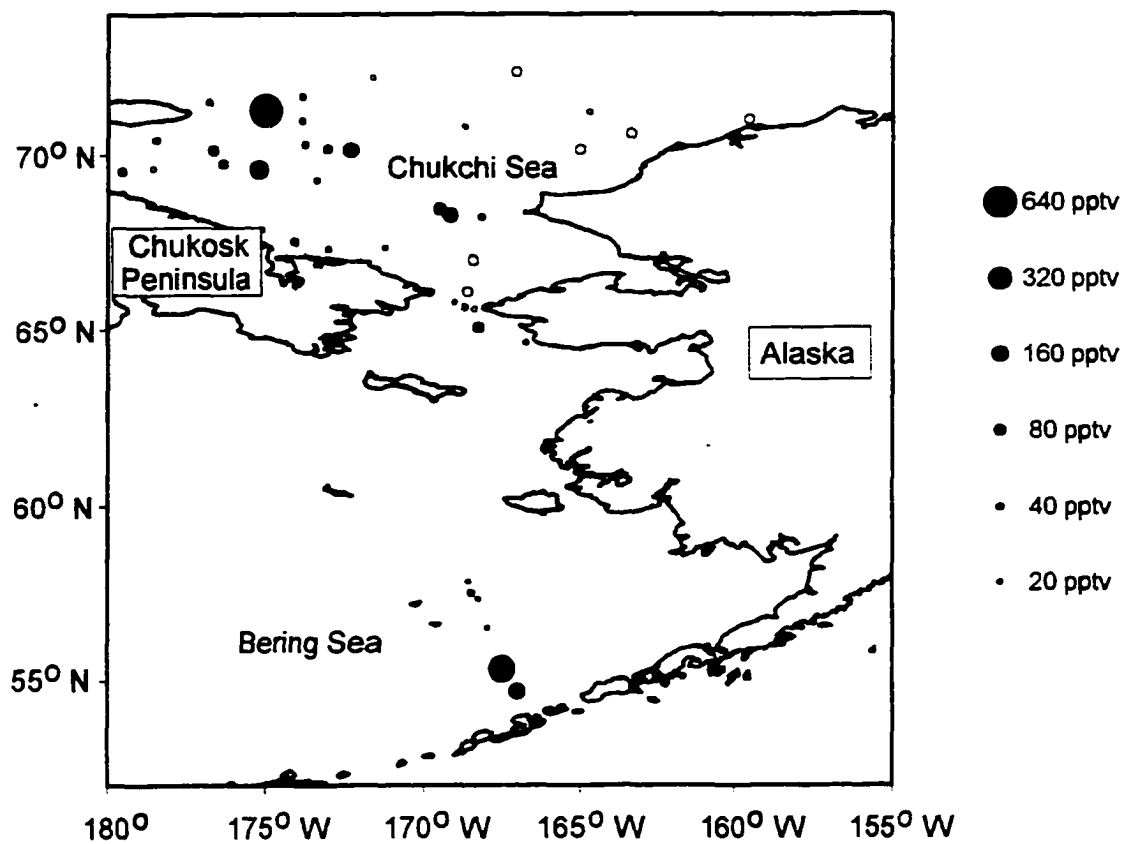 70° N
65° N
60° N
55° N
180°
175° W
170° W
165° W
160° W
155° W
Chukchi Sea
Chukosk
Peninsula
Alaska
Bering Sea
640 pptv
320 pptv
160 pptv
80 pptv
40 pptv
20 pptv